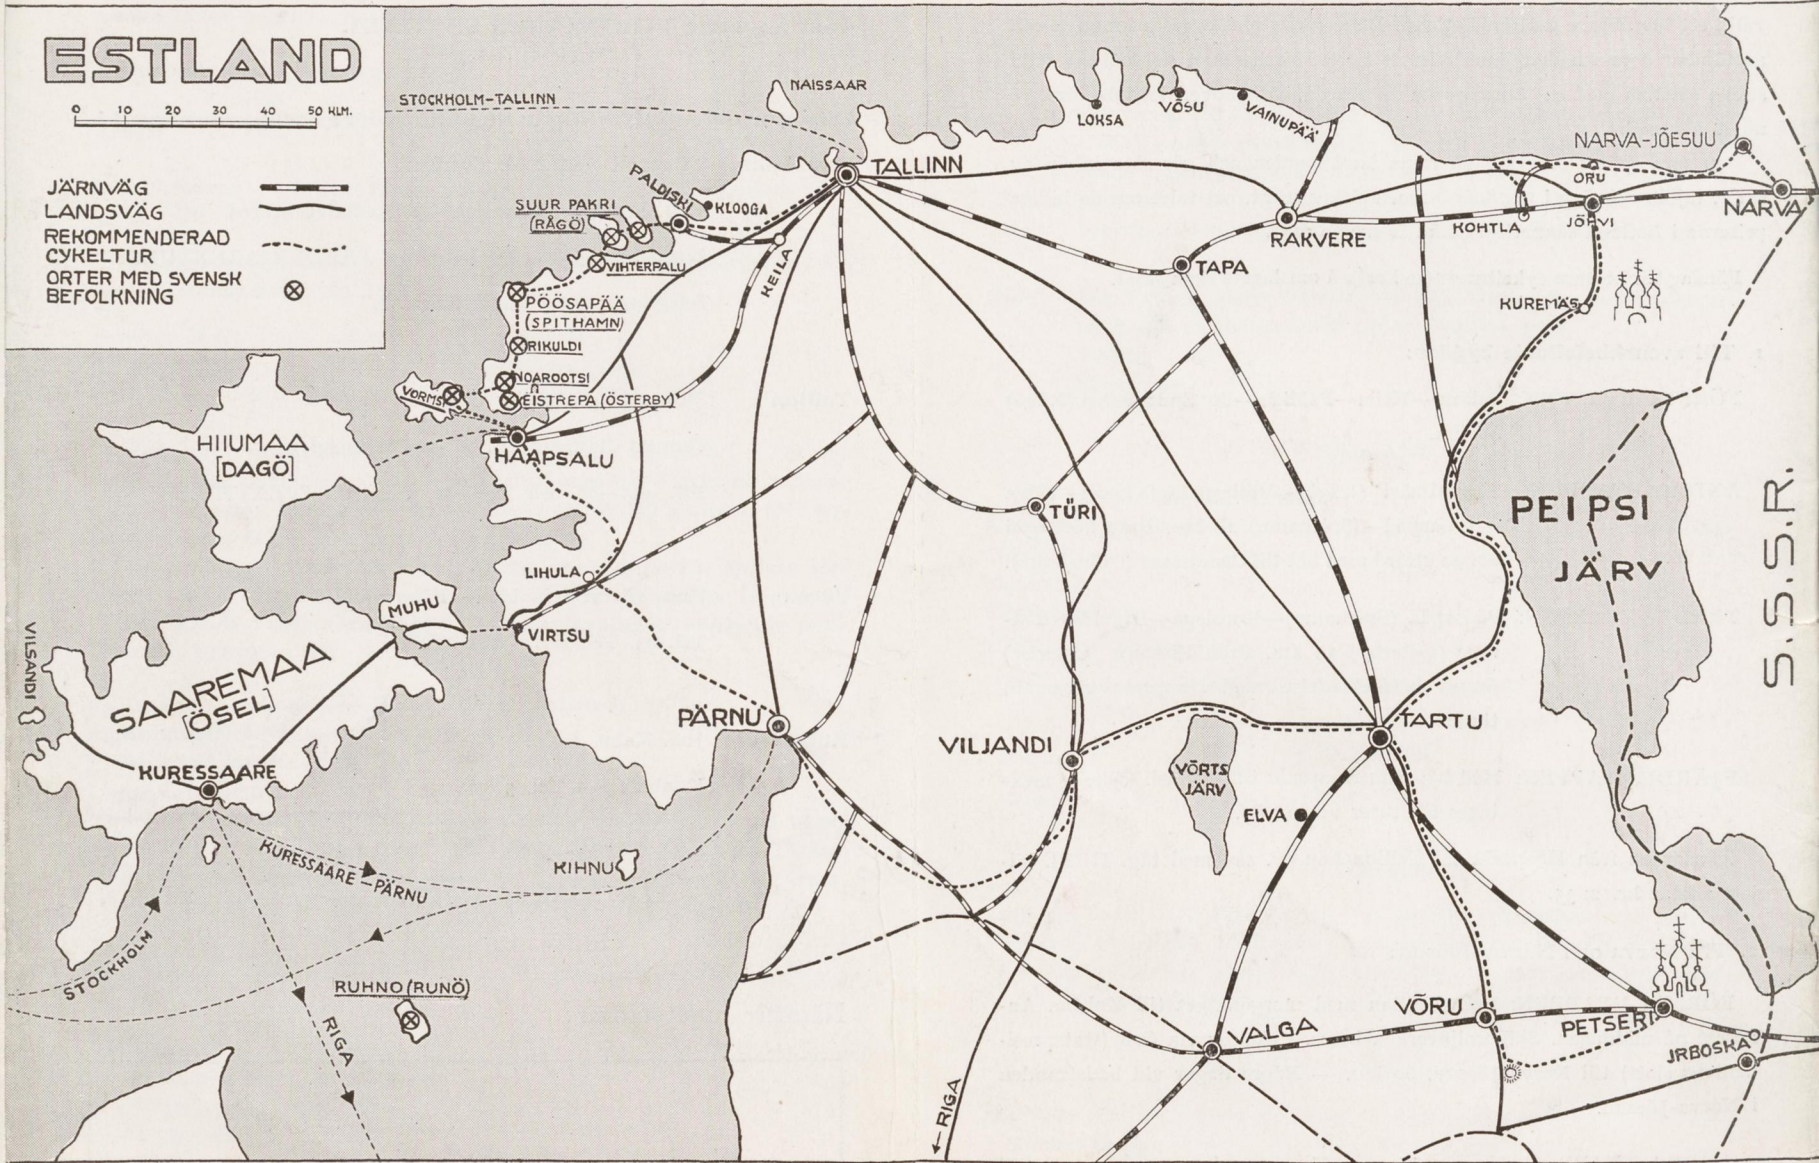 ESTLAND
0 10 20 30 40 50 KLM.
JÄRNVÄG
LANDSVÄG
REKOMMENDERAD
CYKELTUR
ORTER MED SVENSK
BEFOLKNING
STOCKHOLM-TALLINN
NAISSAAR
LOKSA
VÕSU
VAINUPÄÄ
NARVA-JÕESUU
ORU
NARVA
TALLINN
PALDISKI
KLOOGA
SUUR PAKRI
(RÅGÖ)
KEILA
VIHTERPALU
RAKVERE
KOHTLA
JÕHVI
TAPA
KUREMÄE
PÖÖSAPÄÄ
(SPITHAMN)
RIKULDI
NOAROOTSI
EISTREPA (ÖSTERBY)
VORMSI
HIIUMAA
[DAGÖ]
HAAPSALU
PEIPSI
JÄRV
S.S.S.R.
TÜRI
LIHULA
MUHU
VIRTSU
VILSANDI
SAAREMAA
[ÖSEL]
PÄRNU
VILJANDI
TARTU
KURESSAARE
VÕRTS
JÄRV
ELVA
KURESSAARE-PÄRNU
KIHNU
STOCKHOLM
RUHNO (RUNÖ)
RIGA
VALGA
VÕRU
PETSERI
JRBOSKA
RIGA